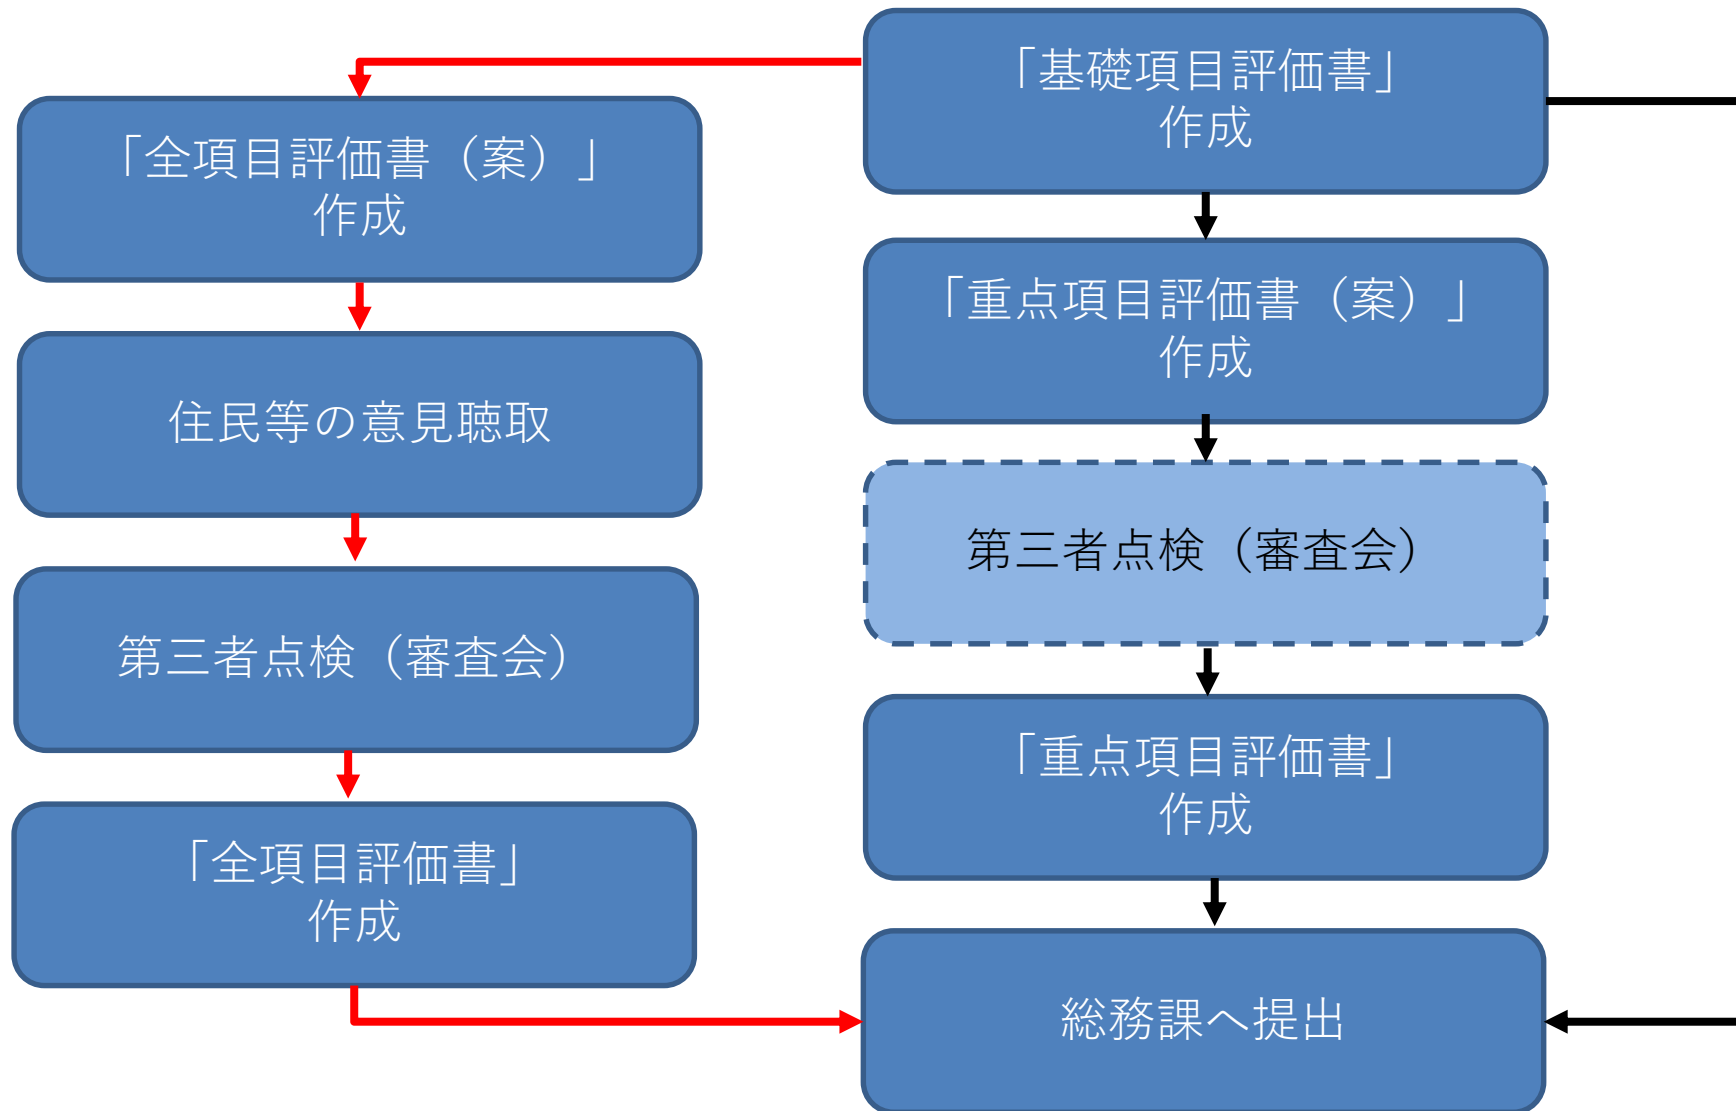 「基礎項目評価書」
作成
「全項目評価書（案）」
作成
「重点項目評価書（案）」
作成
住民等の意見聴取
第三者点検（審査会）
第三者点検（審査会）
「重点項目評価書」
作成
「全項目評価書」
作成
総務課へ提出